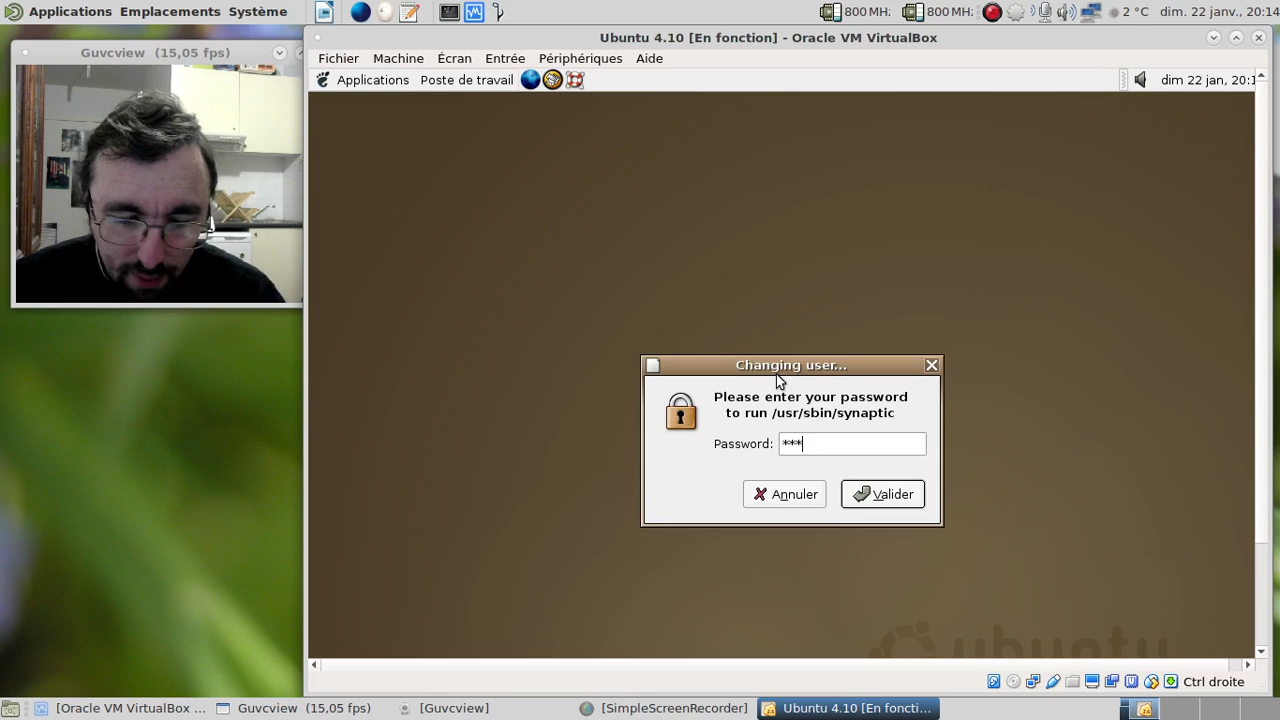 Applications Emplacements Système
800 MH: 800 MH: 2 °C dim. 22 janv., 20:14
Guvcview (15,05 fps)
Ubuntu 4.10 [En fonction] - Oracle VM VirtualBox
Fichier Machine Écran Entrée Périphériques Aide
Applications Poste de travail dim 22 jan, 20:1
Changing user...
Please enter your password
to run /usr/sbin/synaptic
Password: ***
Annuler Valider
ubuntu
Ctrl droite
[Oracle VM VirtualBox ... Guvcview (15,05 fps) [Guvcview] [SimpleScreenRecorder] Ubuntu 4.10 [En foncti...